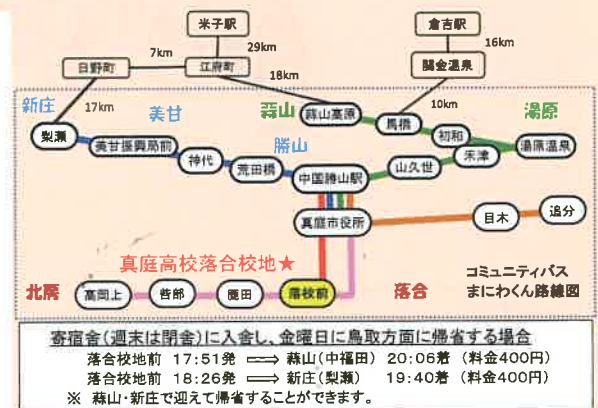 米子駅
倉吉駅
7km
29km
16km
日野町
江府町
関金温泉
18km
新庄
17km
美甘
蒜山
蒜山高原
馬橋
10km
湯原
初和
梨瀬
美甘振興局前
勝山
禾津
湯原温泉
神代
荒田橋
中国勝山駅
山久世
真庭市役所
目木
追分
真庭高校落合校地★
北房
高岡上
呰部
落校前
落合
コミュニティバス
まにわくん路線図
寄宿舎(週末は閉舎)に入舎し、金曜日に鳥取方面に帰省する場合
落合校地前 17:51発 ⟹ 蒜山(中福田) 20:06着 (料金400円)
落合校地前 18:26発 ⟹ 新庄(梨瀬) 19:40着 (料金400円)
※ 蒜山・新庄で迎えて帰省することができます。